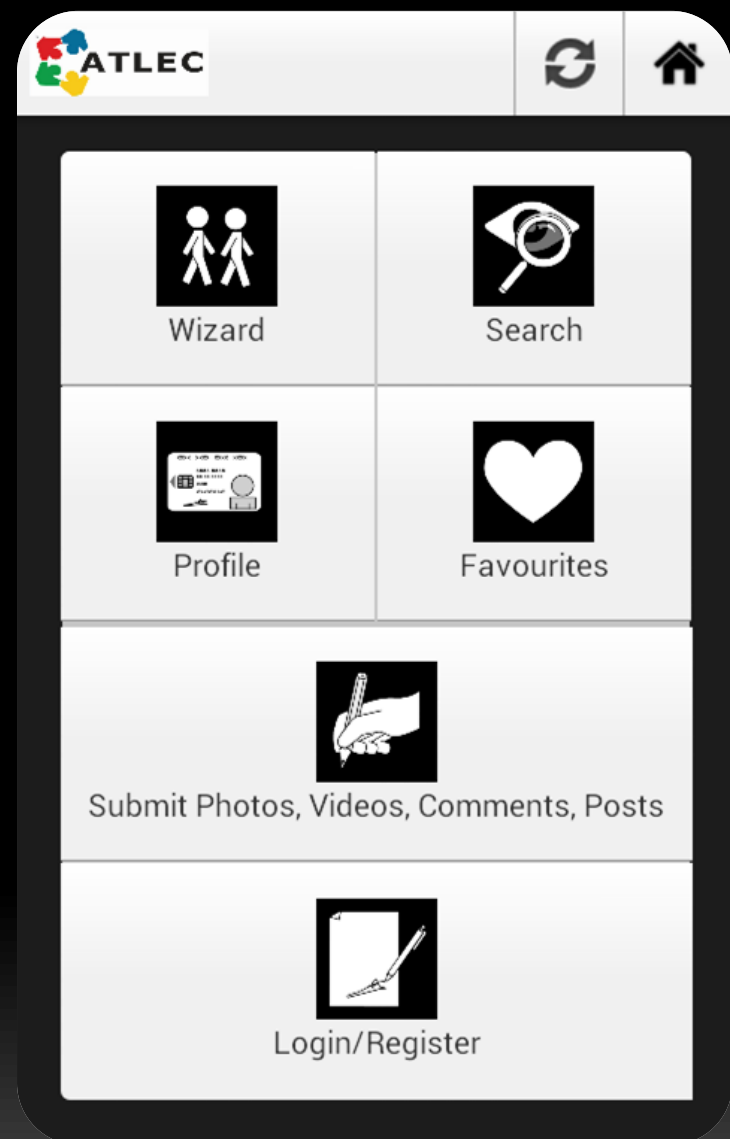 ATLEC
Wizard
Search
Profile
Favourites
Submit Photos, Videos, Comments, Posts
Login/Register